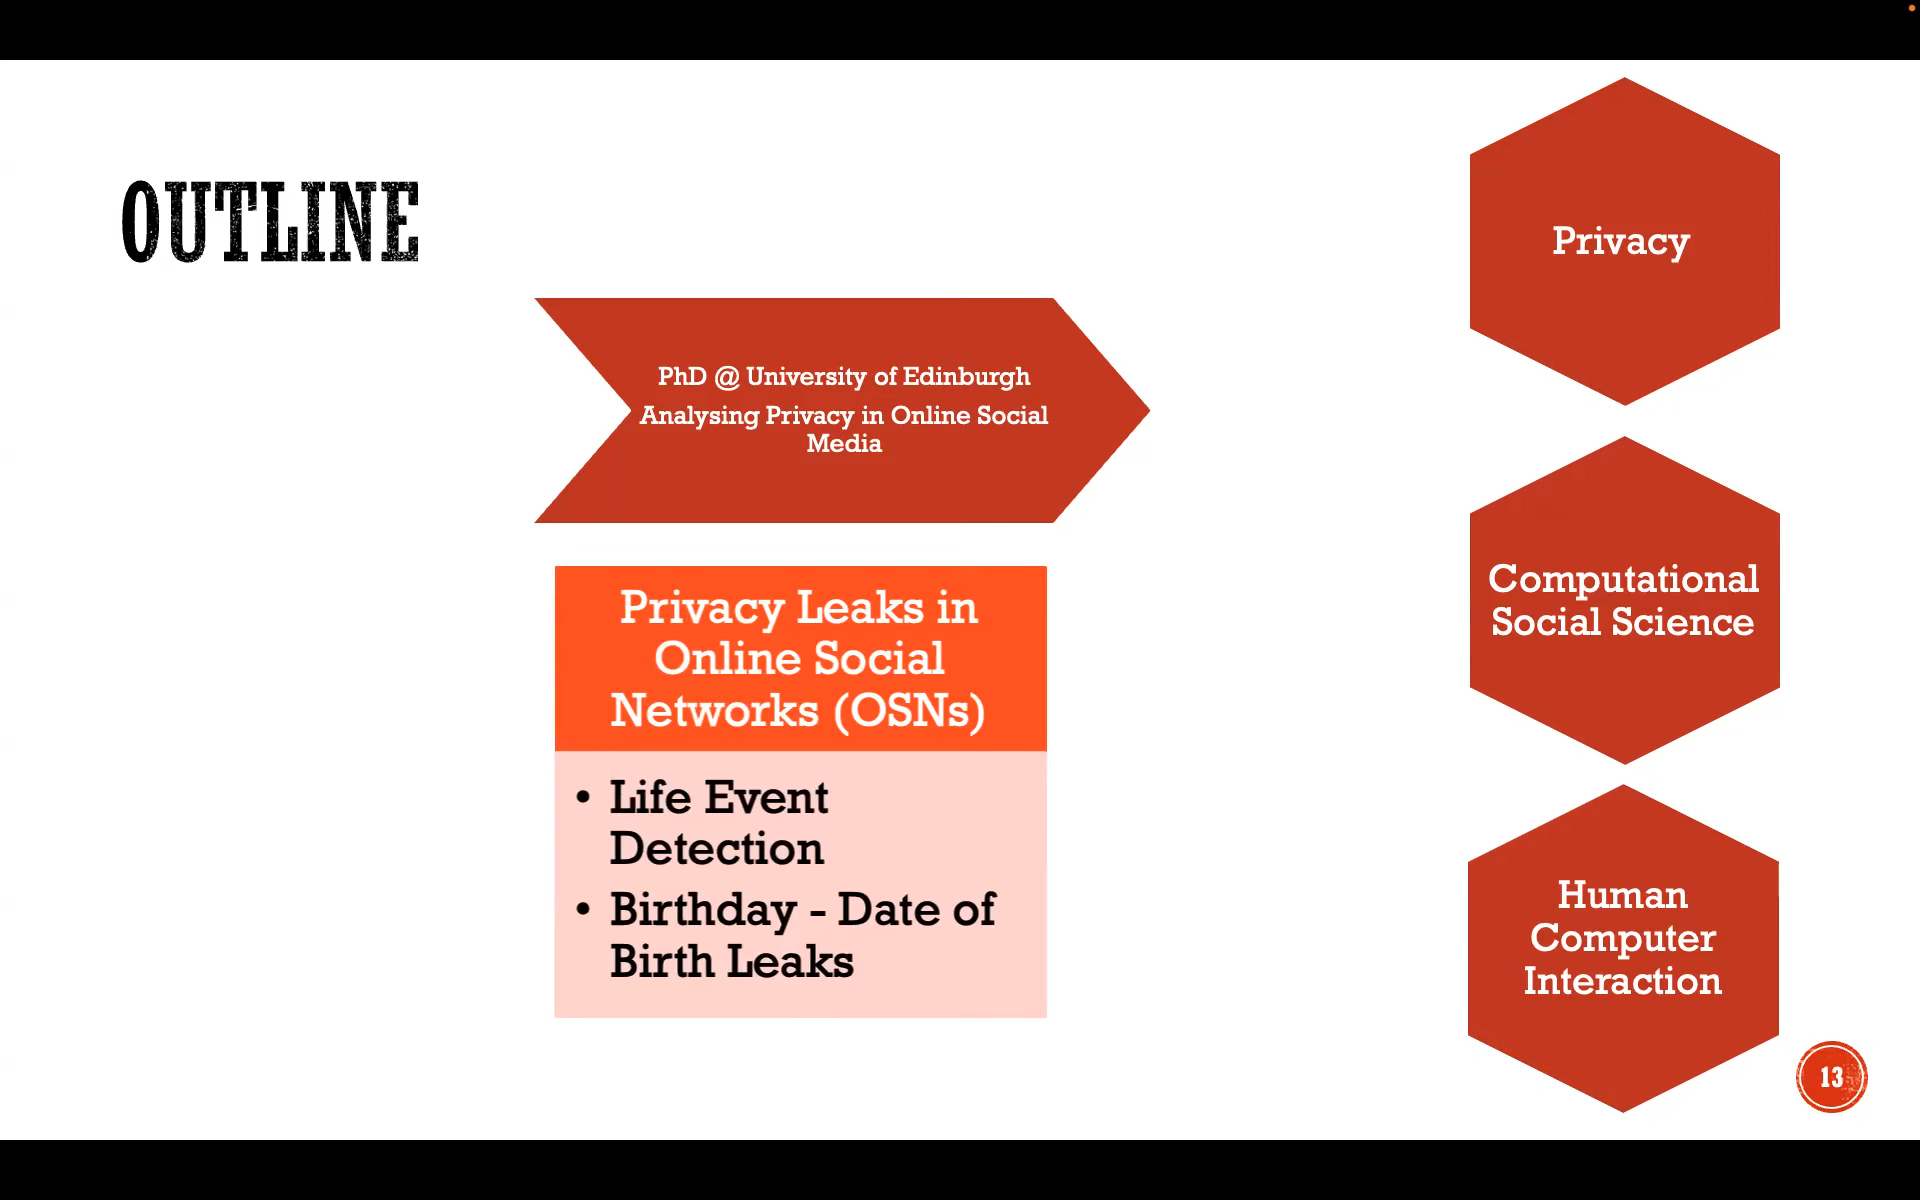 OUTLINE
PhD @ University of Edinburgh
Analysing Privacy in Online Social
Media
Privacy Leaks in
Online Social
Networks (OSNs)
• Life Event
Detection
• Birthday - Date of
Birth Leaks
Privacy
Computational
Social Science
Human
Computer
Interaction
13